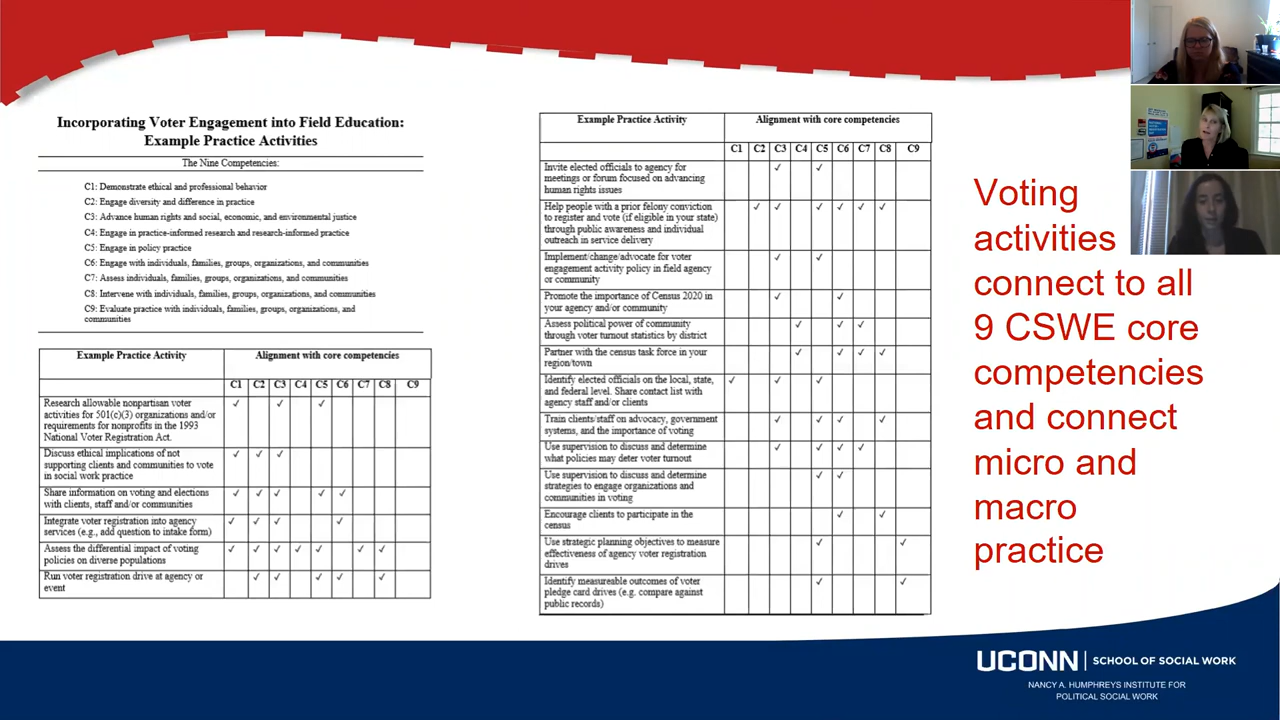 Incorporating Voter Engagement into Field Education:
Example Practice Activities
The Nine Competencies:
C1: Demonstrate ethical and professional behavior
C2: Engage diversity and difference in practice
C3: Advance human rights and social, economic, and environmental justice
C4: Engage in practice-informed research and research-informed practice
C5: Engage in policy practice
C6: Engage with individuals, families, groups, organizations, and communities
C7: Assess individuals, families, groups, organizations, and communities
C8: Intervene with individuals, families, groups, organizations, and communities
C9: Evaluate practice with individuals, families, groups, organizations, and
communities
Example Practice Activity Alignment with core competencies
C1 C2 C3 C4 C5 C6 C7 C8 C9
Research allowable nonpartisan voter ✓ ✓ ✓
activities for 501(c)(3) organizations and/or
requirements for nonprofits in the 1993
National Voter Registration Act.
Discuss ethical implications of not ✓ ✓ ✓
supporting clients and communities to vote
in social work practice
Share information on voting and elections ✓ ✓ ✓ ✓ ✓
with clients, staff and/or communities
Integrate voter registration into agency ✓ ✓ ✓ ✓
services (e.g., add question to intake form)
Assess the differential impact of voting ✓ ✓ ✓ ✓ ✓ ✓ ✓
policies on diverse populations
Run voter registration drive at agency or ✓ ✓ ✓ ✓ ✓
event
Example Practice Activity Alignment with core competencies
C1 C2 C3 C4 C5 C6 C7 C8 C9
Invite elected officials to agency for ✓ ✓
meetings or forum focused on advancing
human rights issues
Help people with a prior felony conviction ✓ ✓ ✓ ✓ ✓ ✓
to register and vote (if eligible in your state)
through public awareness and individual
outreach in service delivery
Implement/change/advocate for voter ✓ ✓
engagement activity policy in field agency
or community
Promote the importance of Census 2020 in ✓ ✓
your agency and/or community
Assess political power of community ✓ ✓ ✓
through voter turnout statistics by district
Partner with the census task force in your ✓ ✓ ✓ ✓
region/town
Identify elected officials on the local, state, ✓ ✓ ✓
and federal level. Share contact list with
agency staff and/or clients
Train clients/staff on advocacy, government ✓ ✓ ✓ ✓
systems, and the importance of voting
Use supervision to discuss and determine ✓ ✓ ✓ ✓
what policies may deter voter turnout
Use supervision to discuss and determine ✓ ✓
strategies to engage organizations and
communities in voting
Encourage clients to participate in the ✓ ✓
census
Use strategic planning objectives to measure ✓ ✓
effectiveness of agency voter registration
drives
Identify measureable outcomes of voter ✓ ✓
pledge card drives (e.g. compare against
public records)
Voting
activities
connect to all
9 CSWE core
competencies
and connect
micro and
macro
practice
UCONN | SCHOOL OF SOCIAL WORK
NANCY A. HUMPHREYS INSTITUTE FOR
POLITICAL SOCIAL WORK